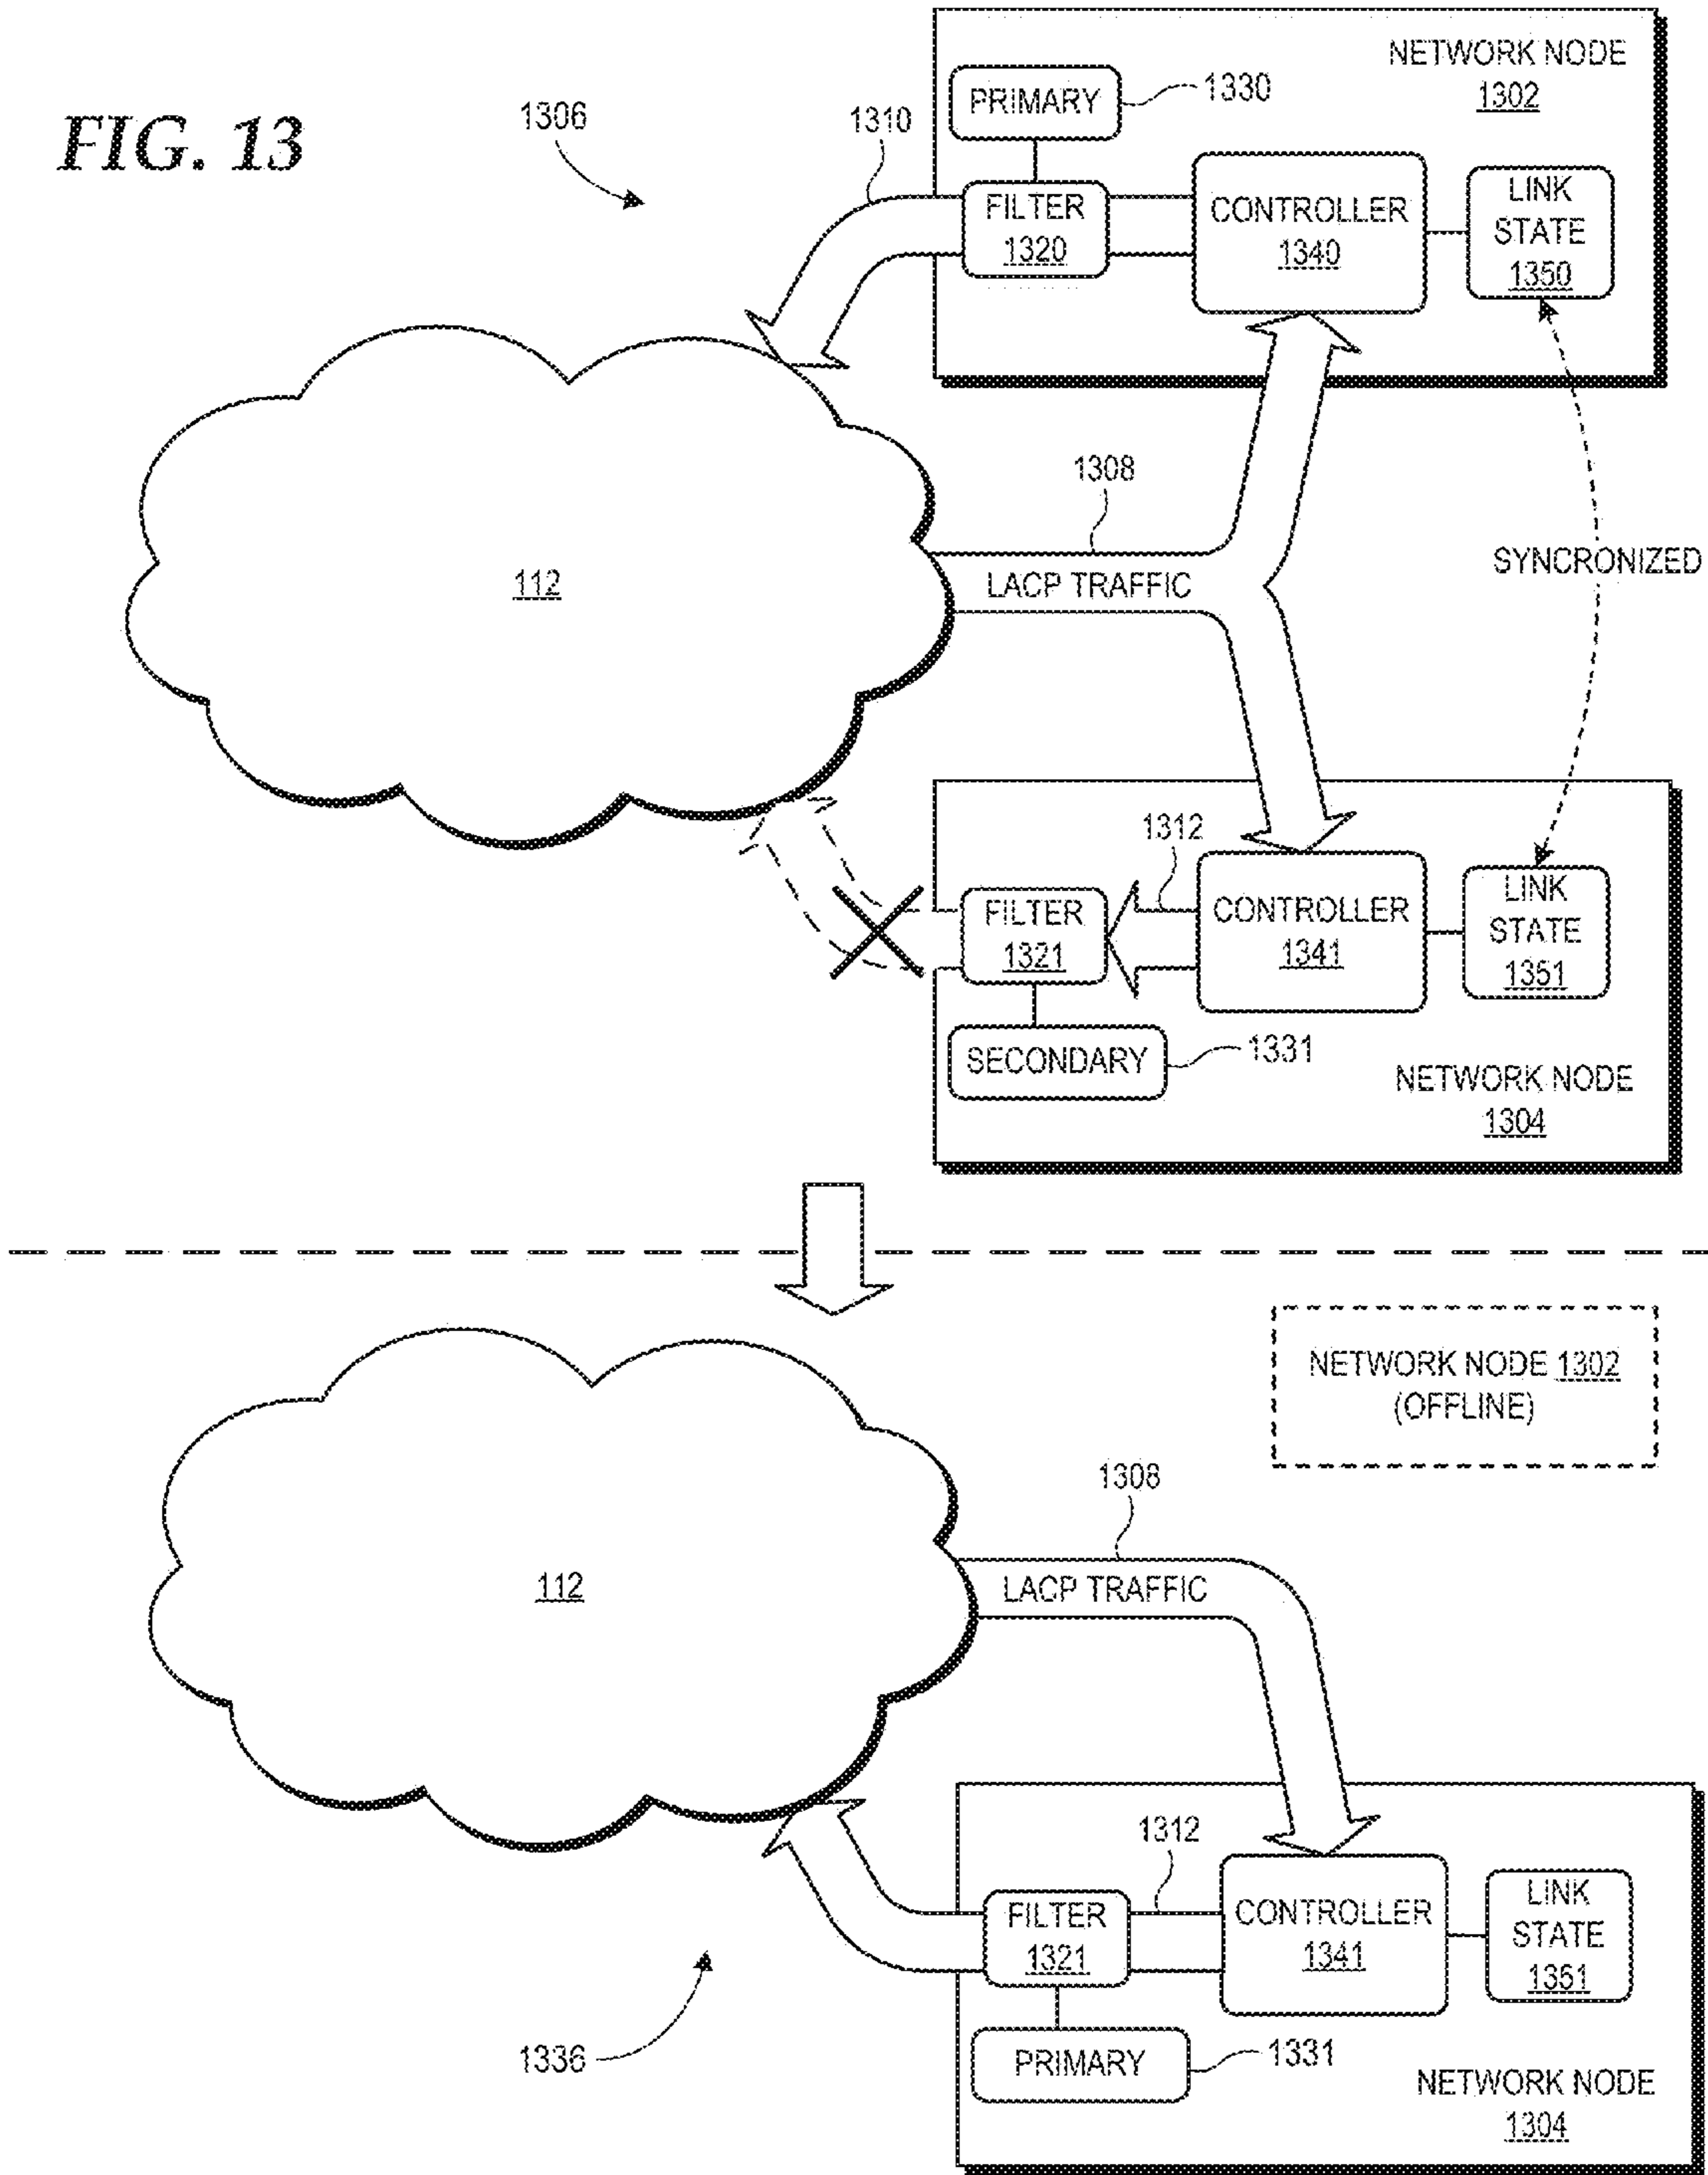 FIG. 13
1306
1310
PRIMARY
1330
NETWORK NODE
1302
FILTER
1320
CONTROLLER
1340
LINK
STATE
1350
1308
LACP TRAFFIC
112
SYNCRONIZED
1312
FILTER
1321
CONTROLLER
1341
LINK
STATE
1351
SECONDARY
1331
NETWORK NODE
1304
NETWORK NODE 1302
(OFFLINE)
1308
LACP TRAFFIC
112
1312
FILTER
1321
CONTROLLER
1341
LINK
STATE
1351
1336
PRIMARY
1331
NETWORK NODE
1304